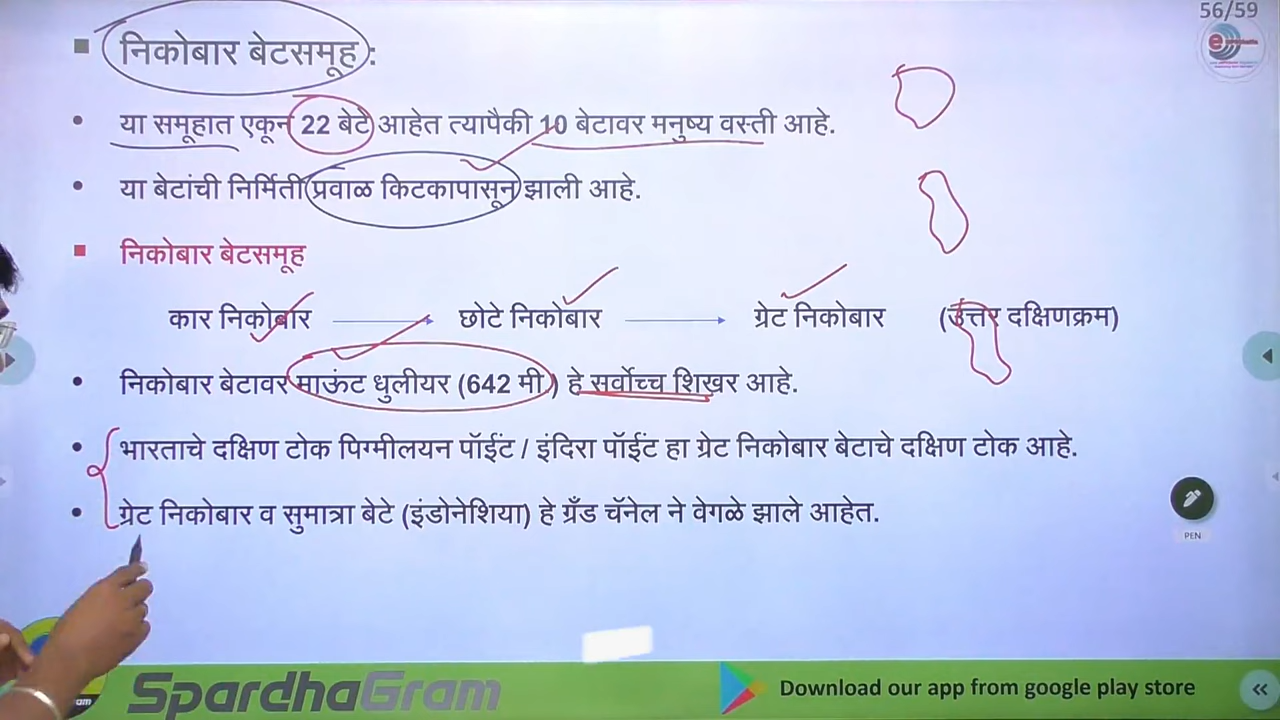 56/59
▪ निकोबार बेटसमूह :
• या समूहात एकून 22 बेटे आहेत त्यापैकी 10 बेटावर मनुष्य वस्ती आहे.
• या बेटांची निर्मिती प्रवाळ किटकापासून झाली आहे.
▪ निकोबार बेटसमूह
कार निकोबार → छोटे निकोबार → ग्रेट निकोबार (उत्तर दक्षिणक्रम)
• निकोबार बेटावर माऊंट धुलीयर (642 मी.) हे सर्वोच्च शिखर आहे.
• भारताचे दक्षिण टोक पिग्मीलयन पॉईंट / इंदिरा पॉईंट हा ग्रेट निकोबार बेटाचे दक्षिण टोक आहे.
• ग्रेट निकोबार व सुमात्रा बेटे (इंडोनेशिया) हे ग्रँड चॅनेल ने वेगळे झाले आहेत.
PEN
SpardhaGram
Download our app from google play store